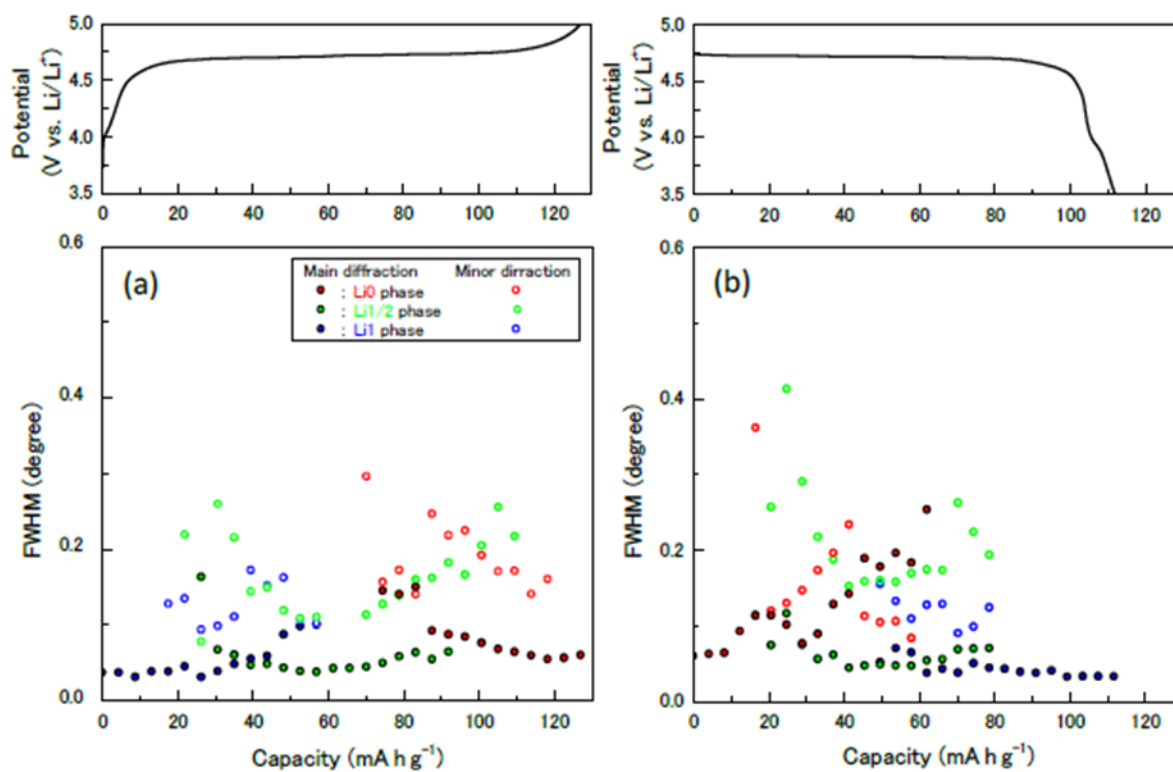 5.0
4.5
4.0
3.5
Potential
(V vs. Li/Li⁺)
0 20 40 60 80 100 120
5.0
4.5
4.0
3.5
Potential
(V vs. Li/Li⁺)
0 20 40 60 80 100 120
(a)
Main diffraction Minor dirraction
: Li0 phase
: Li1/2 phase
: Li1 phase
0.6
0.4
0.2
0.0
FWHM (degree)
0 20 40 60 80 100 120
Capacity (mA h g⁻¹)
(b)
0.6
0.4
0.2
0.0
FWHM (degree)
0 20 40 60 80 100 120
Capacity (mA h g⁻¹)